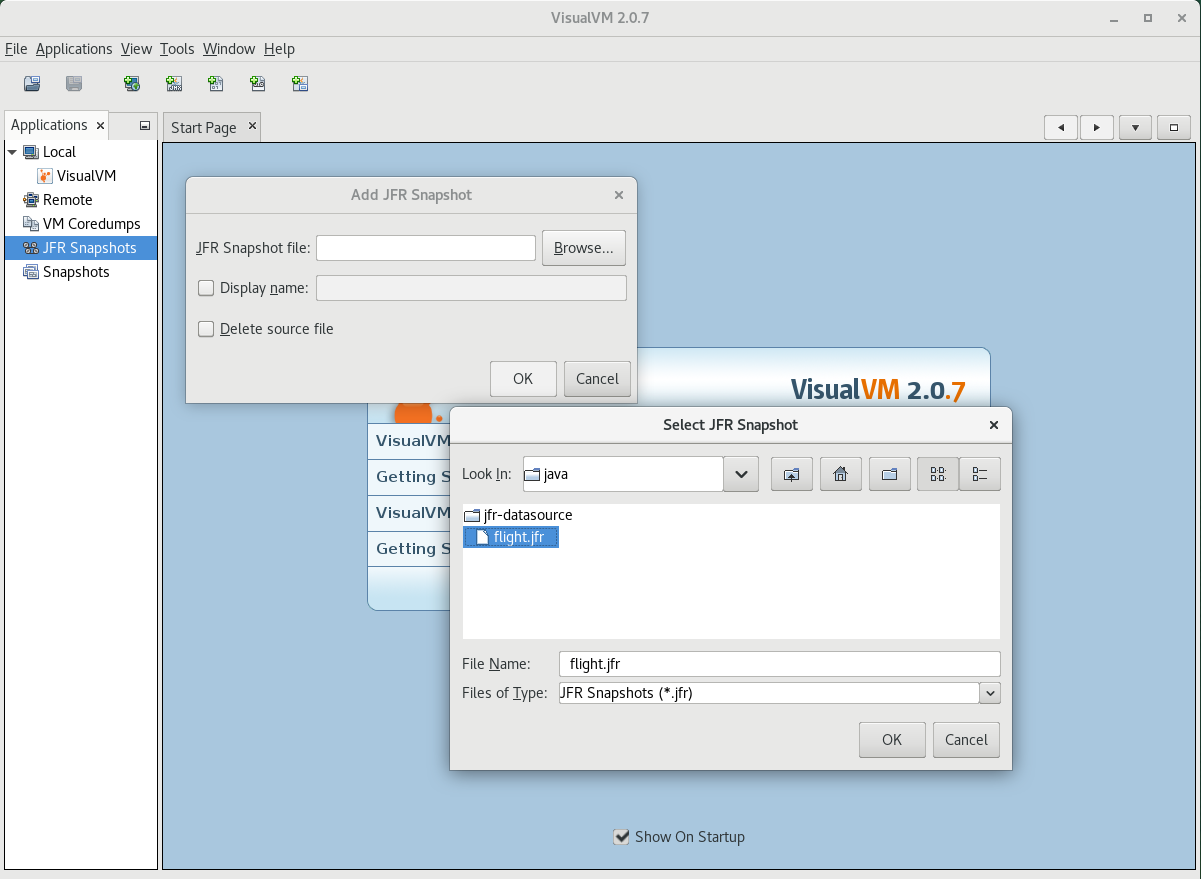 VisualVM 2.0.7
File Applications View Tools Window Help
Applications
Start Page
Local
VisualVM
Remote
VM Coredumps
JFR Snapshots
Snapshots
Add JFR Snapshot
JFR Snapshot file:
Browse...
Display name:
Delete source file
OK Cancel
VisualVM 2.0.7
VisualVM
Getting S
VisualVM
Getting S
Select JFR Snapshot
Look In: java
jfr-datasource
flight.jfr
File Name: flight.jfr
Files of Type: JFR Snapshots (*.jfr)
OK Cancel
Show On Startup